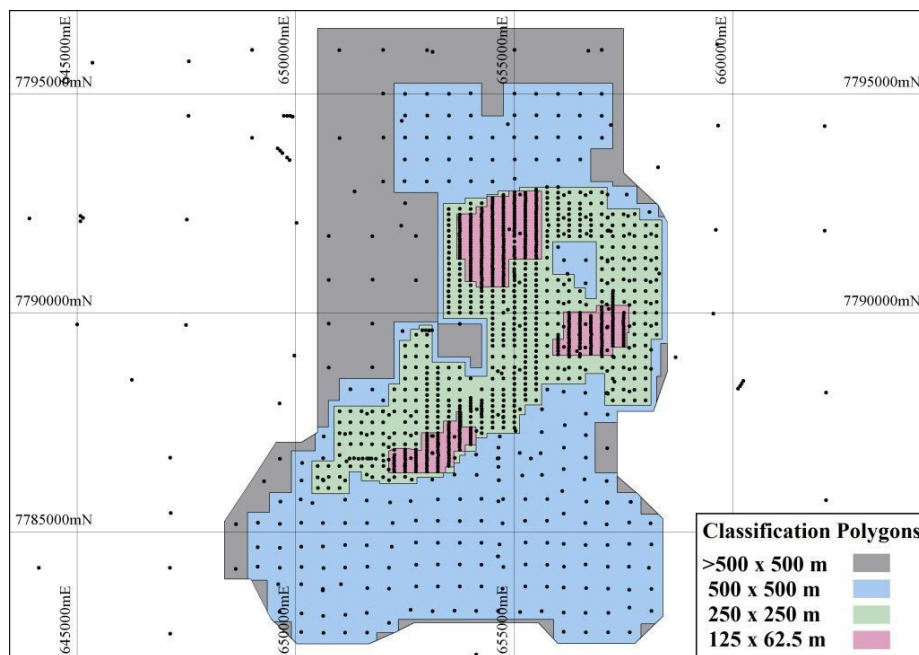 645000mE
650000mE
655000mE
660000mE
7795000mN
7795000mN
7790000mN
7790000mN
7785000mN
645000mE
650000mE
655000mE
Classification Polygons
>500 x 500 m
500 x 500 m
250 x 250 m
125 x 62.5 m